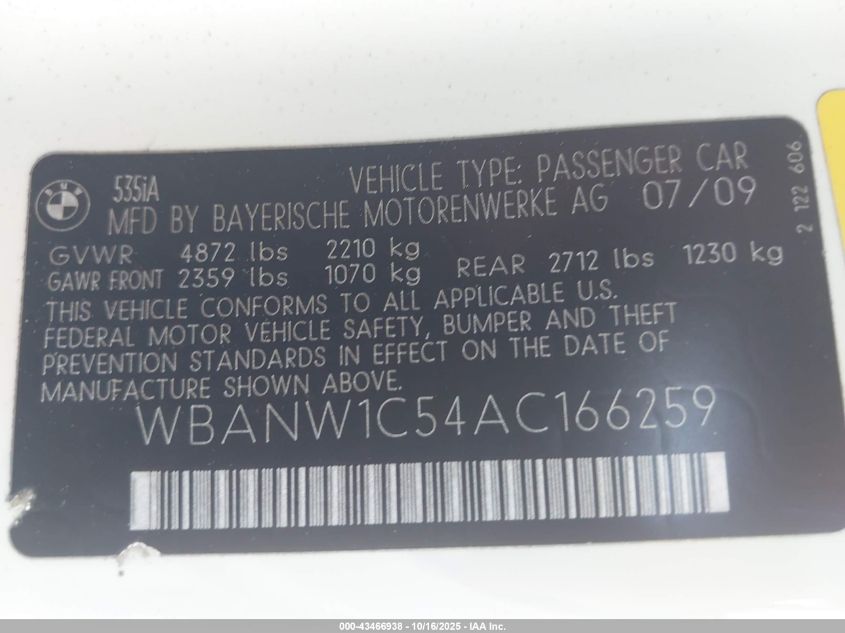 BMW
535iA
VEHICLE TYPE: PASSENGER CAR
MFD BY BAYERISCHE MOTORENWERKE AG 07/09
GVWR 4872 lbs 2210 kg
GAWR FRONT 2359 lbs 1070 kg REAR 2712 lbs 1230 kg
THIS VEHICLE CONFORMS TO ALL APPLICABLE U.S.
FEDERAL MOTOR VEHICLE SAFETY, BUMPER AND THEFT
PREVENTION STANDARDS IN EFFECT ON THE DATE OF
MANUFACTURE SHOWN ABOVE.
WBANW1C54AC166259
2 122 606
000-43466938 - 10/16/2025 - IAA Inc.